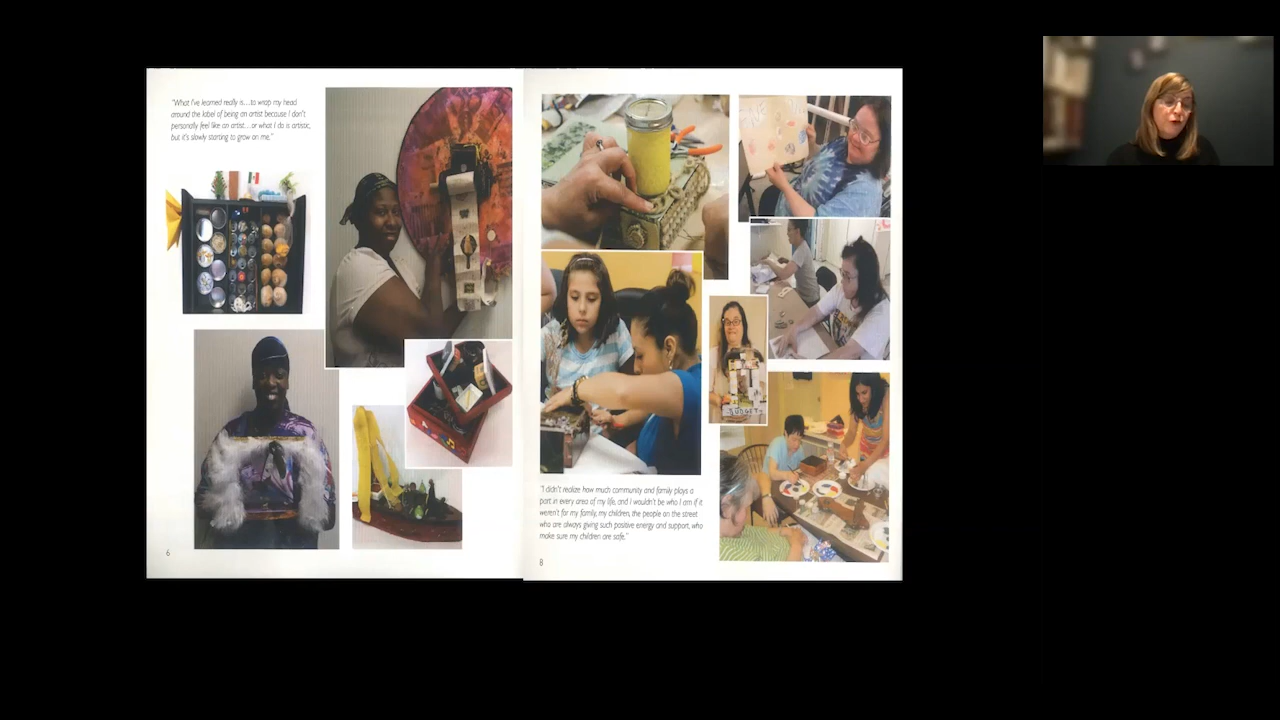 "What I've learned really is...to wrap my head
around the label of being an artist because I don't
personally feel like an artist...or what I do is artistic,
but it's slowly starting to grow on me."
6
BUDGET
"I didn't realize how much community and family plays a
part in every area of my life, and I wouldn't be who I am if it
weren't for my family, my children, the people on the street
who are always giving such positive energy and support, who
make sure my children are safe."
8